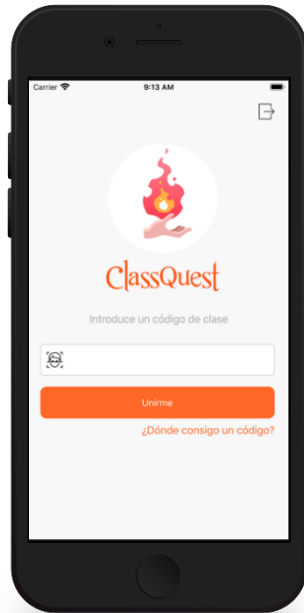 Carrier 9:13 AM
ClassQuest
Introduce un código de clase
Unirme
¿Dónde consigo un código?